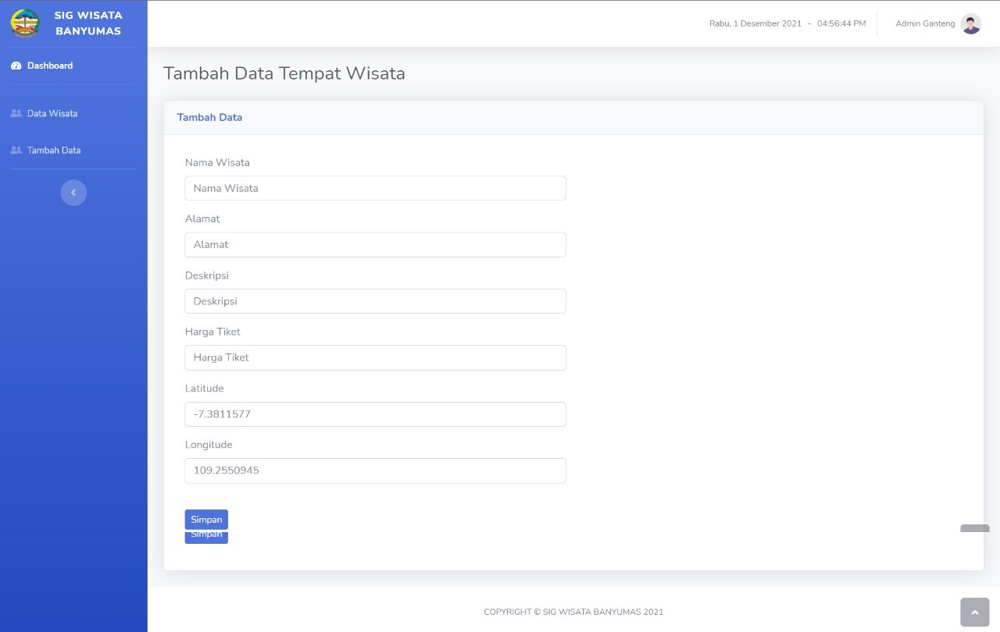 SIG WISATA
BANYUMAS
Rabu, 1 Desember 2021 - 04:56:44 PM
Admin Ganteng
Dashboard
Data Wisata
Tambah Data
Tambah Data Tempat Wisata
Tambah Data
Nama Wisata
Nama Wisata
Alamat
Alamat
Deskripsi
Deskripsi
Harga Tiket
Harga Tiket
Latitude
-7.3811577
Longitude
109.2550945
Simpan
Simpan
COPYRIGHT © SIG WISATA BANYUMAS 2021